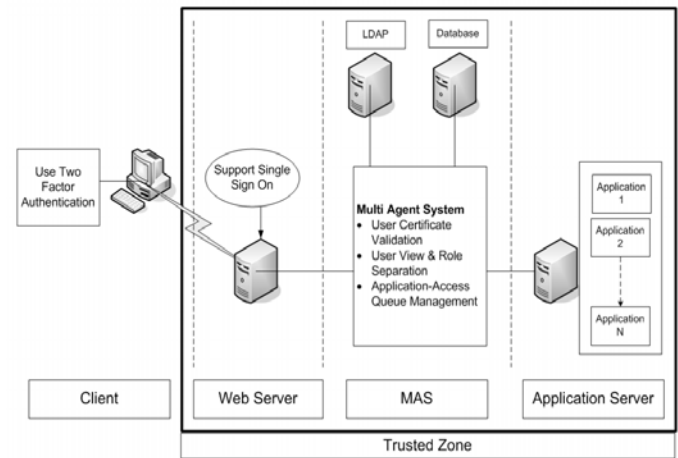 LDAP
Database
Use Two
Factor
Authentication
Support Single
Sign On
Multi Agent System
• User Certificate
Validation
• User View & Role
Separation
• Application-Access
Queue Management
Application
1
Application
2
Application
N
Client
Web Server
MAS
Application Server
Trusted Zone